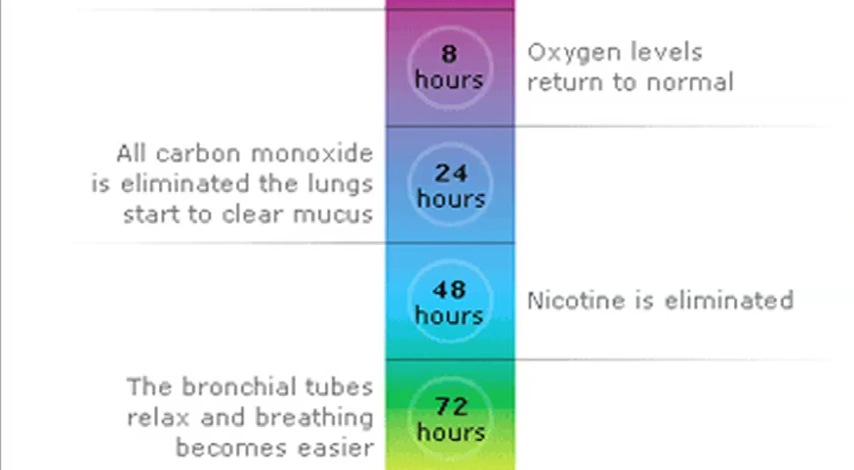 8
hours
Oxygen levels
return to normal
24
hours
All carbon monoxide
is eliminated the lungs
start to clear mucus
48
hours
Nicotine is eliminated
72
hours
The bronchial tubes
relax and breathing
becomes easier